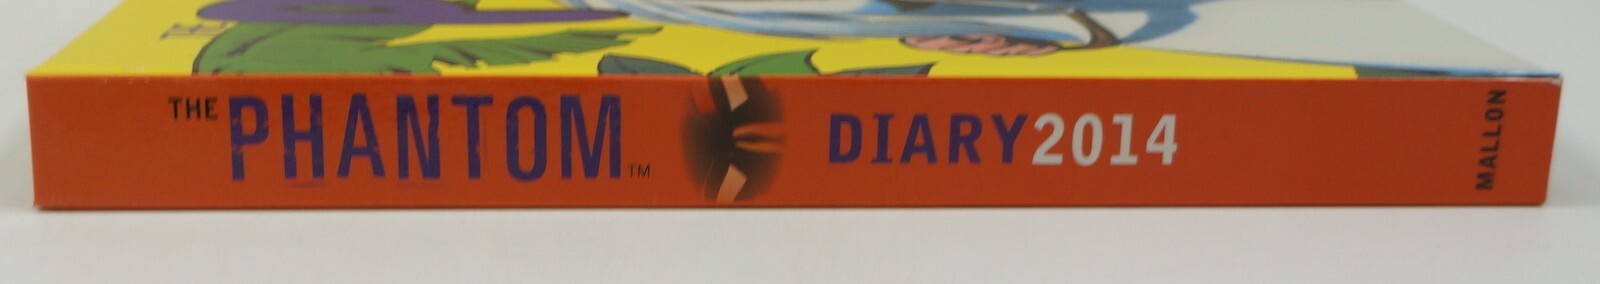 THE PHANTOM™ DIARY2014 MALLON